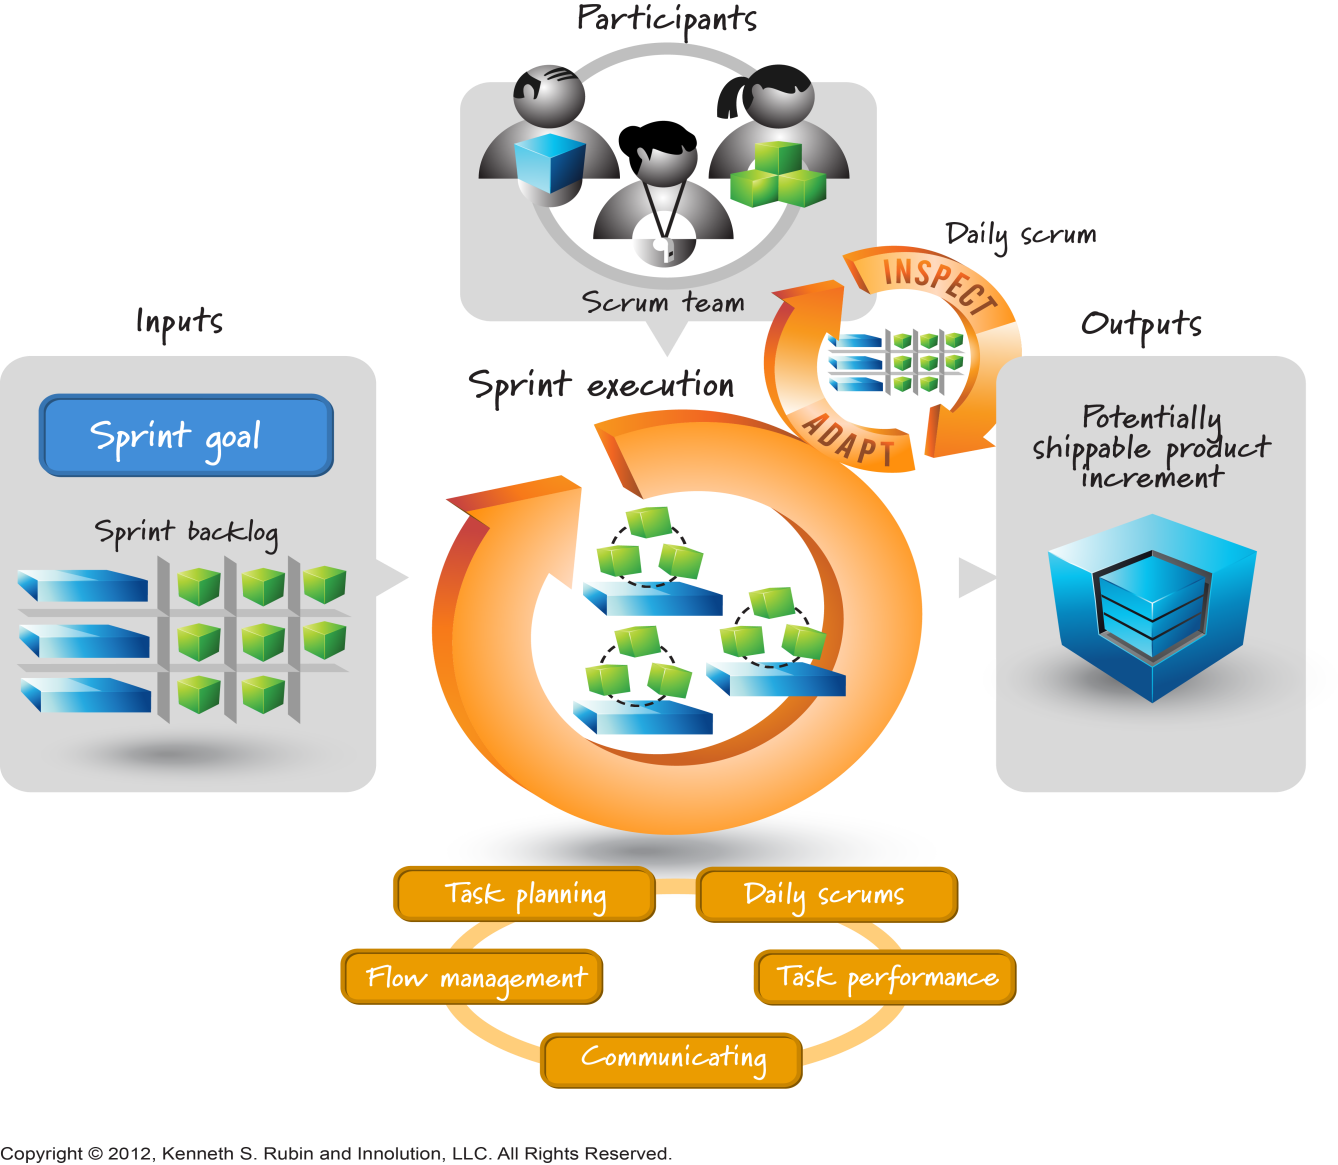 Participants
Scrum team
Daily scrum
INSPECT
ADAPT
Inputs
Sprint goal
Sprint backlog
Sprint execution
Outputs
Potentially
shippable product
increment
Task planning
Daily scrums
Flow management
Task performance
Communicating
Copyright © 2012, Kenneth S. Rubin and Innolution, LLC. All Rights Reserved.